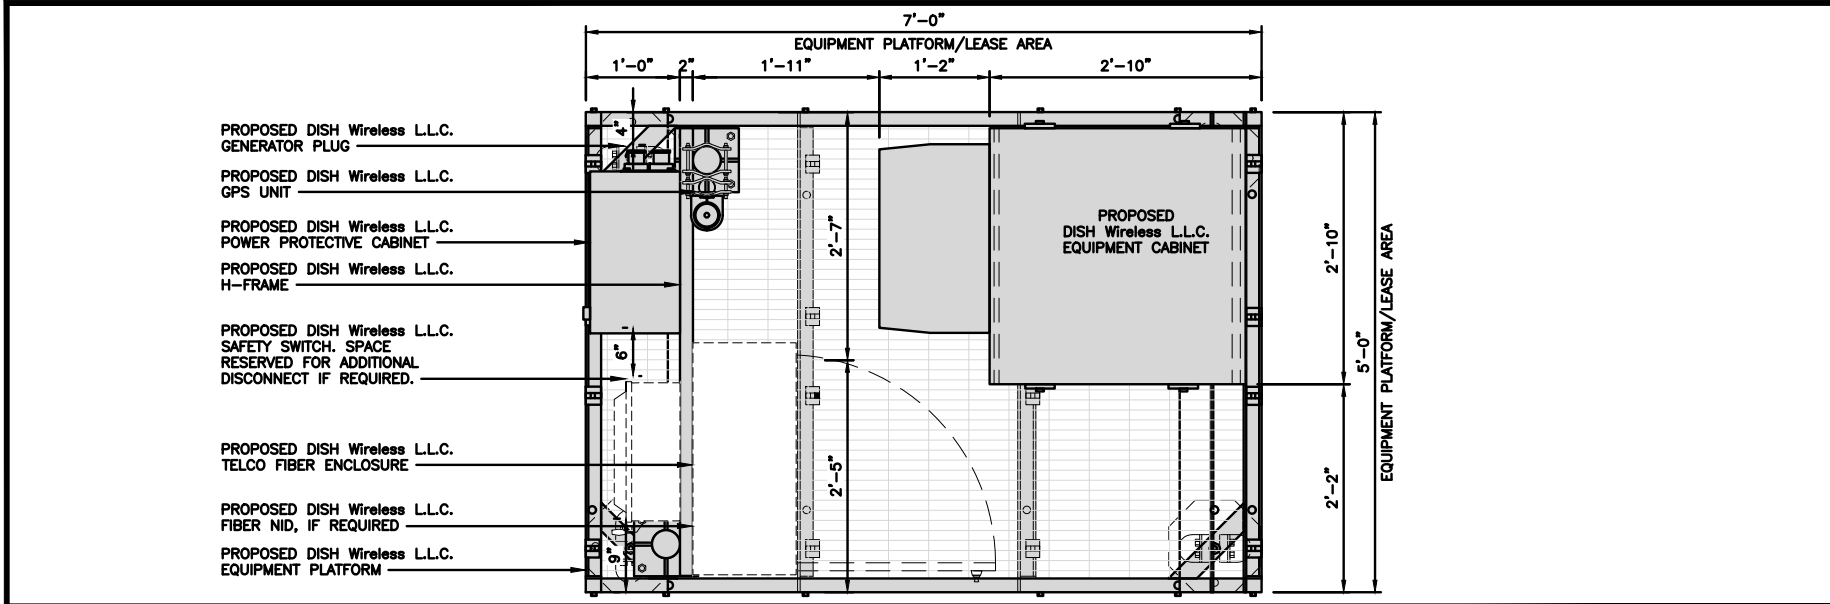 7'-0"
EQUIPMENT PLATFORM/LEASE AREA
1'-0"
2"
1'-11"
1'-2"
2'-10"
4"
PROPOSED DISH Wireless L.L.C.
GENERATOR PLUG
PROPOSED DISH Wireless L.L.C.
GPS UNIT
PROPOSED DISH Wireless L.L.C.
POWER PROTECTIVE CABINET
PROPOSED DISH Wireless L.L.C.
H-FRAME
PROPOSED DISH Wireless L.L.C.
SAFETY SWITCH. SPACE
RESERVED FOR ADDITIONAL
DISCONNECT IF REQUIRED.
PROPOSED DISH Wireless L.L.C.
TELCO FIBER ENCLOSURE
PROPOSED DISH Wireless L.L.C.
FIBER NID, IF REQUIRED
PROPOSED DISH Wireless L.L.C.
EQUIPMENT PLATFORM
6"
9"
2'-7"
2'-5"
PROPOSED
DISH Wireless L.L.C.
EQUIPMENT CABINET
2'-10"
2'-2"
5'-0"
EQUIPMENT PLATFORM/LEASE AREA